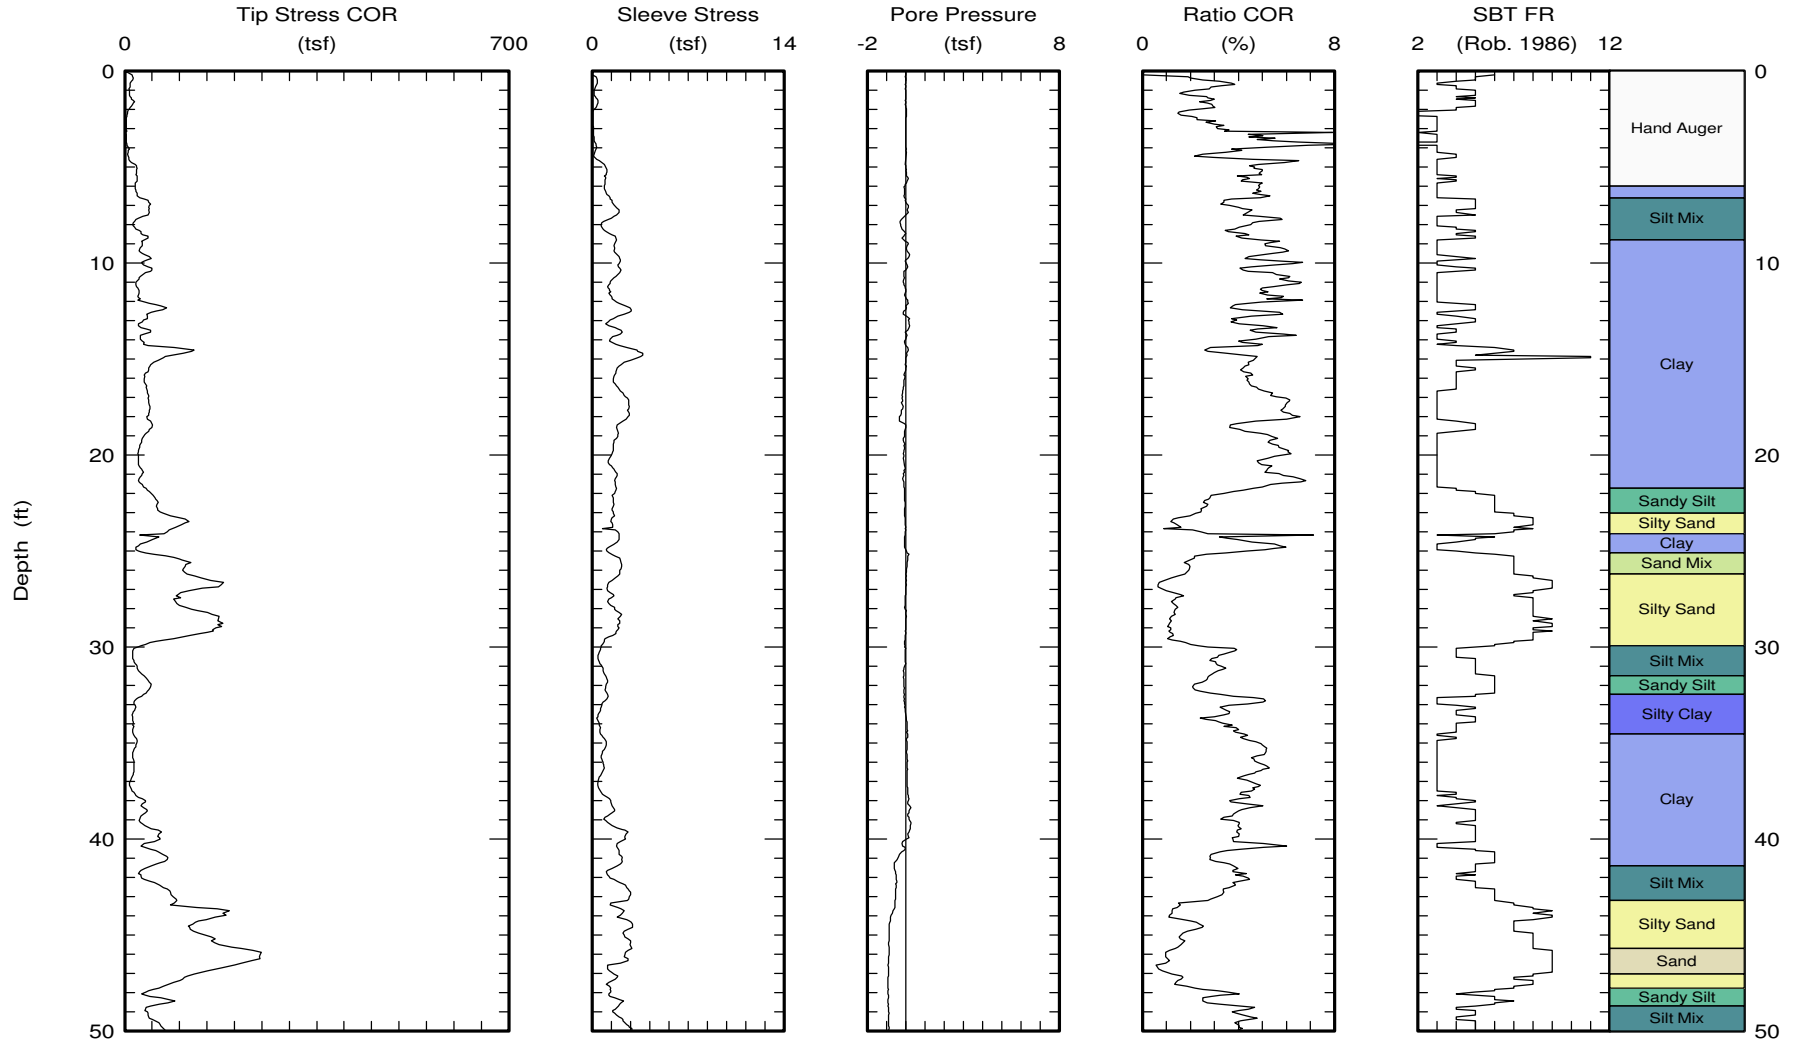 Tip Stress COR
Sleeve Stress
Pore Pressure
Ratio COR
SBT FR
0 (tsf) 700
0 (tsf) 14
-2 (tsf) 8
0 (%) 8
2 (Rob. 1986) 12
0
0
Hand Auger
Silt Mix
10
10
Clay
20
20
Sandy Silt
Silty Sand
Clay
Sand Mix
Depth (ft)
Silty Sand
30
30
Silt Mix
Sandy Silt
Silty Clay
Clay
40
40
Silt Mix
Silty Sand
Sand
Sandy Silt
Silt Mix
50
50